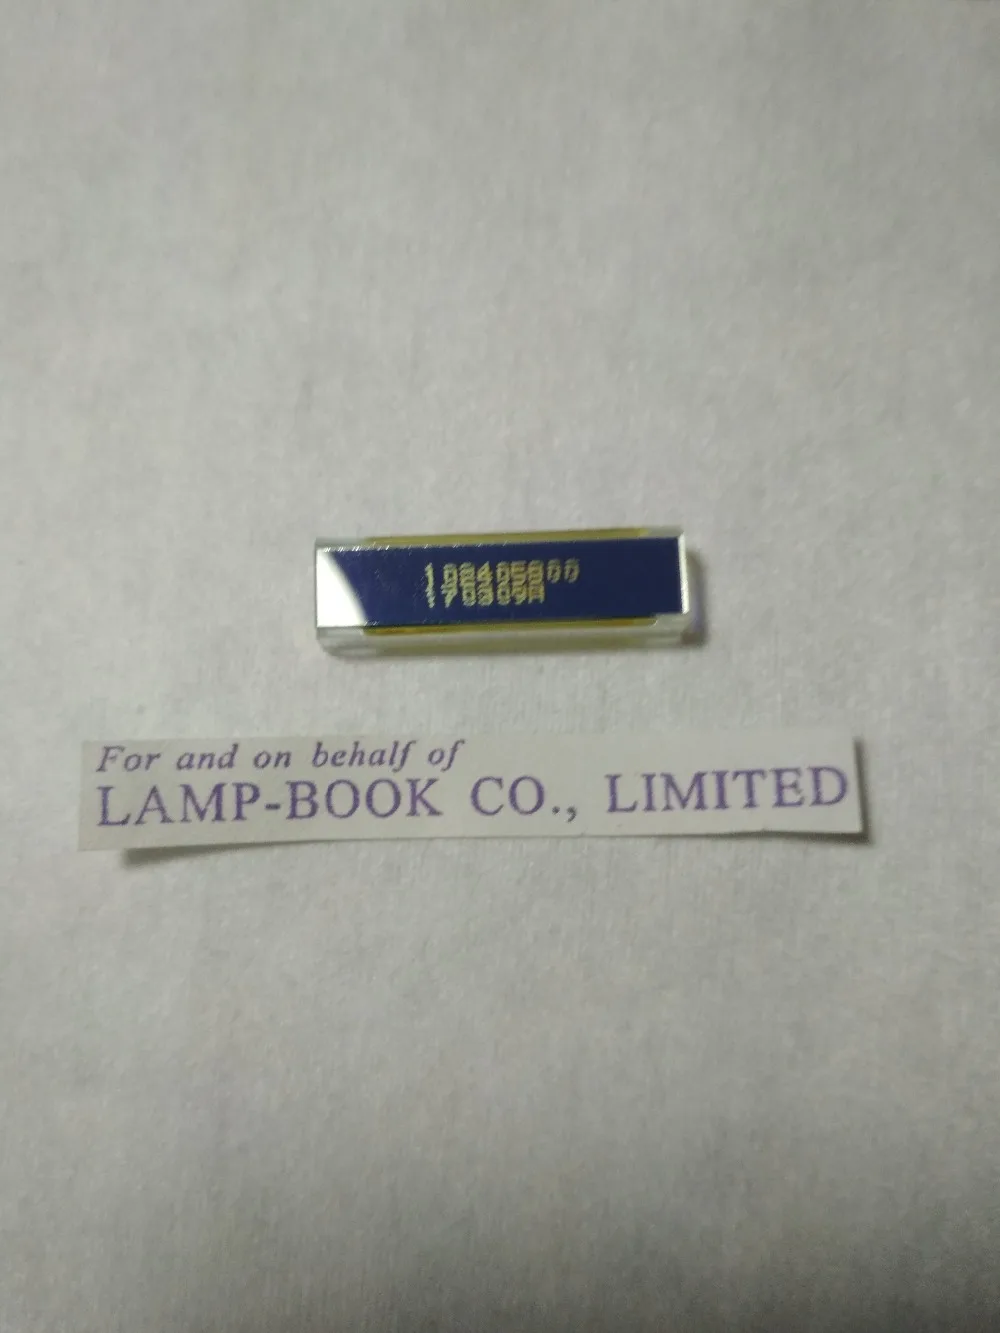 For and on behalf of
LAMP-BOOK CO., LIMITED